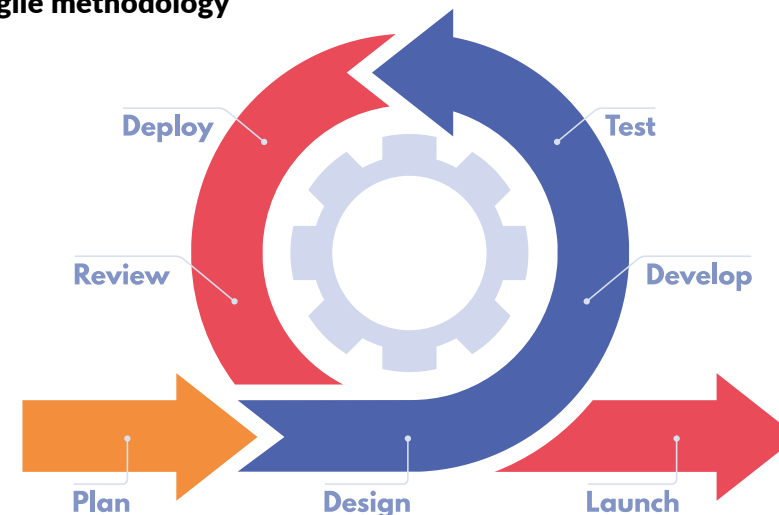 gile methodology
Deploy
Test
Review
Develop
Plan
Design
Launch